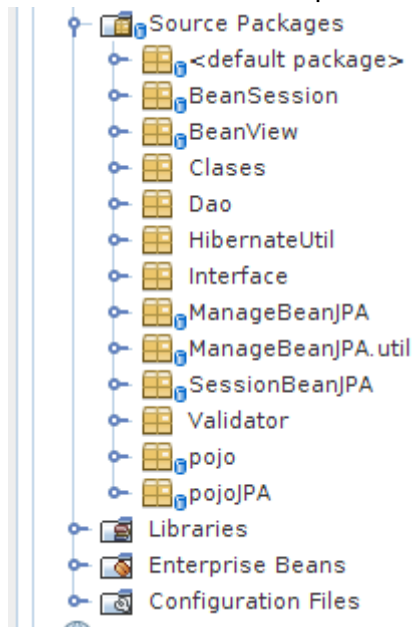 Source Packages
<default package>
BeanSession
BeanView
Clases
Dao
HibernateUtil
Interface
ManageBeanJPA
ManageBeanJPA.util
SessionBeanJPA
Validator
pojo
pojoJPA
Libraries
Enterprise Beans
Configuration Files